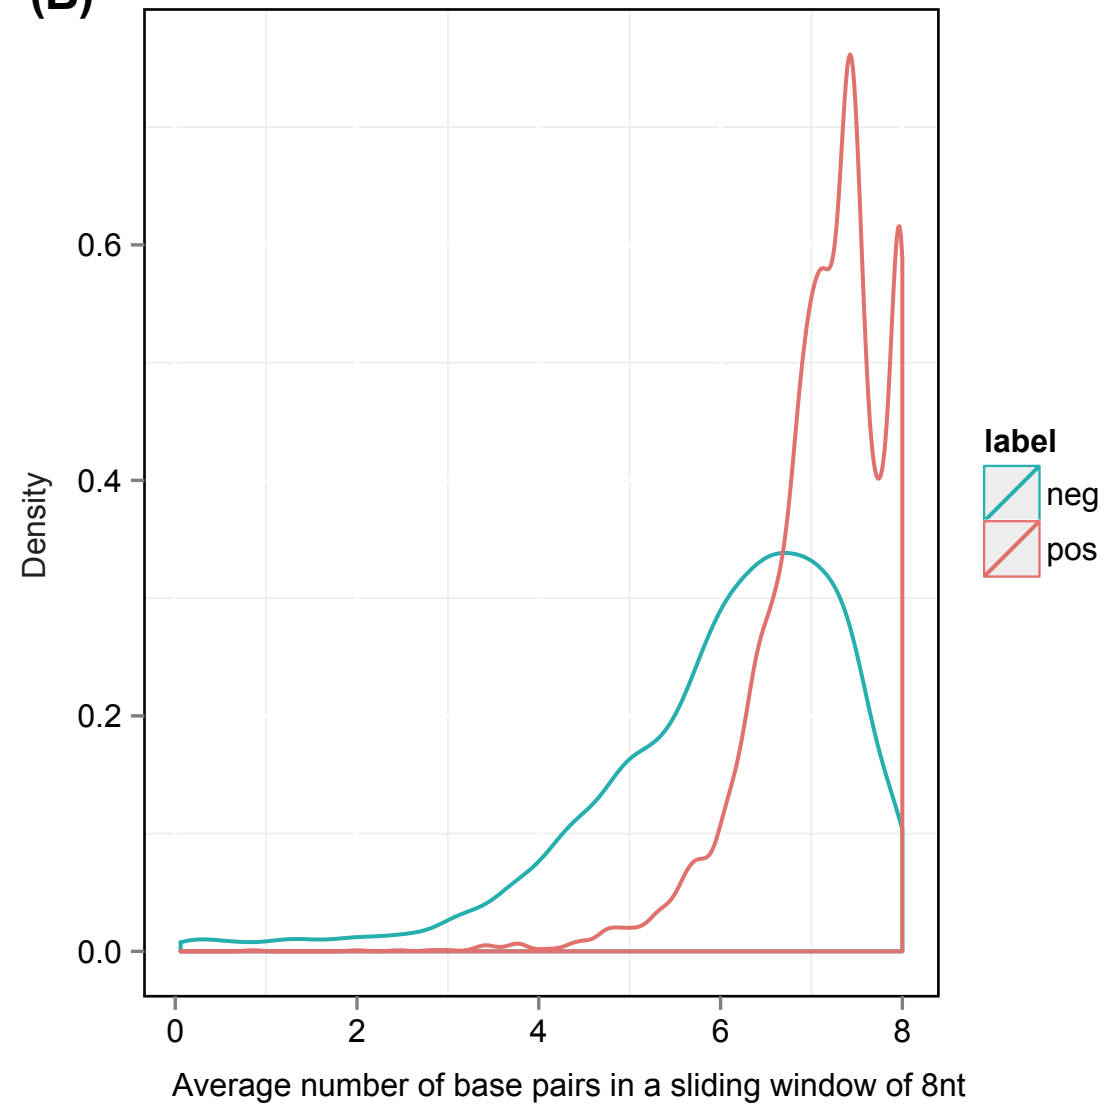 (B)
0.6
0.4
0.2
0.0
Density
0 2 4 6 8
Average number of base pairs in a sliding window of 8nt
label
neg
pos